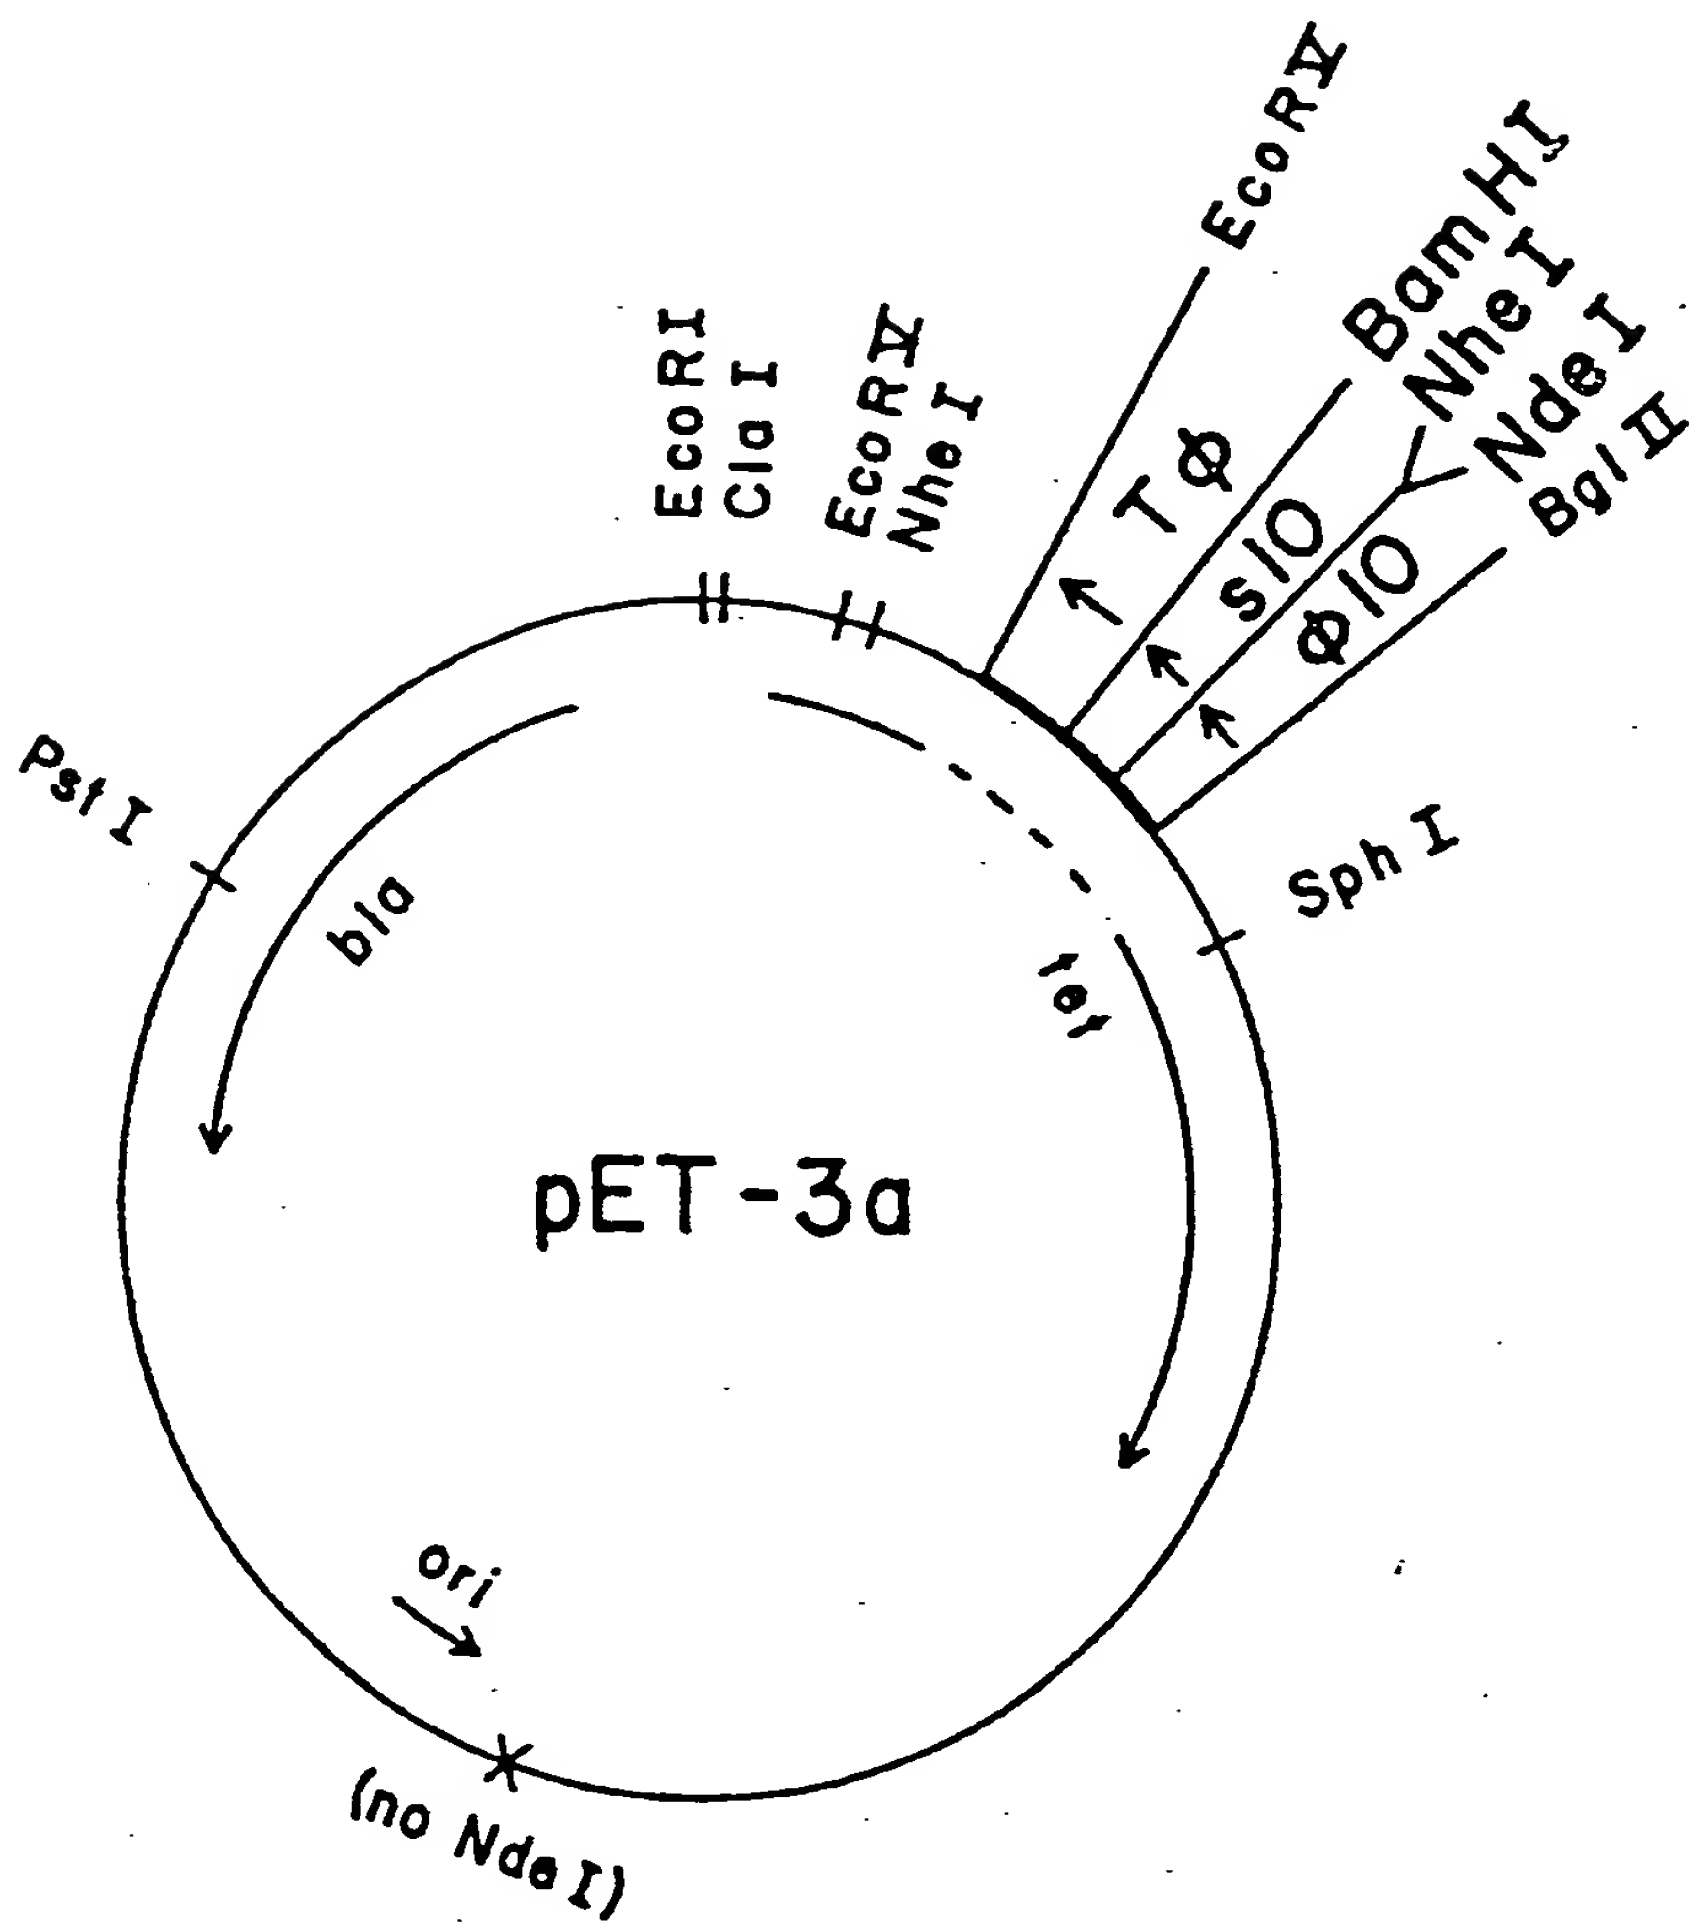 EcoRV
BamHI
NheI
NdeI
BglII
EcoRI
ClaI
EcoRV
NheI
TΦ
s10
Φ10
PstI
SphI
bla
tet
pET-3a
ori
(no NdeI)